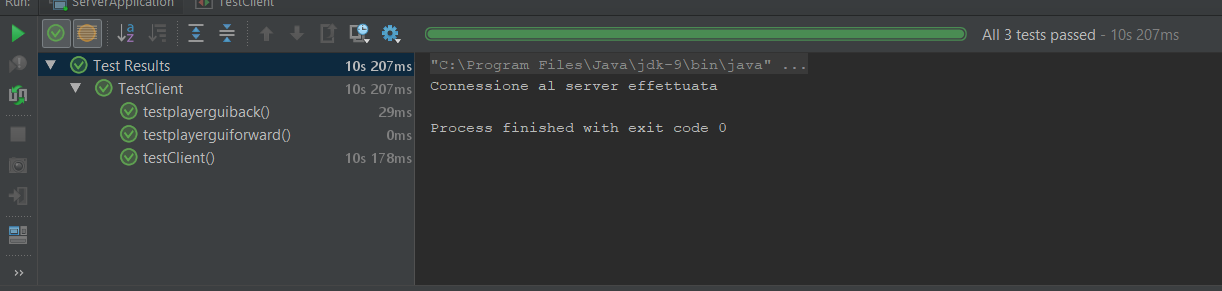 Run: ServerApplication TestClient
All 3 tests passed - 10s 207ms
Test Results 10s 207ms
TestClient 10s 207ms
testplayerguiback() 29ms
testplayerguiforward() 0ms
testClient() 10s 178ms
"C:\Program Files\Java\jdk-9\bin\java" ...
Connessione al server effettuata
Process finished with exit code 0